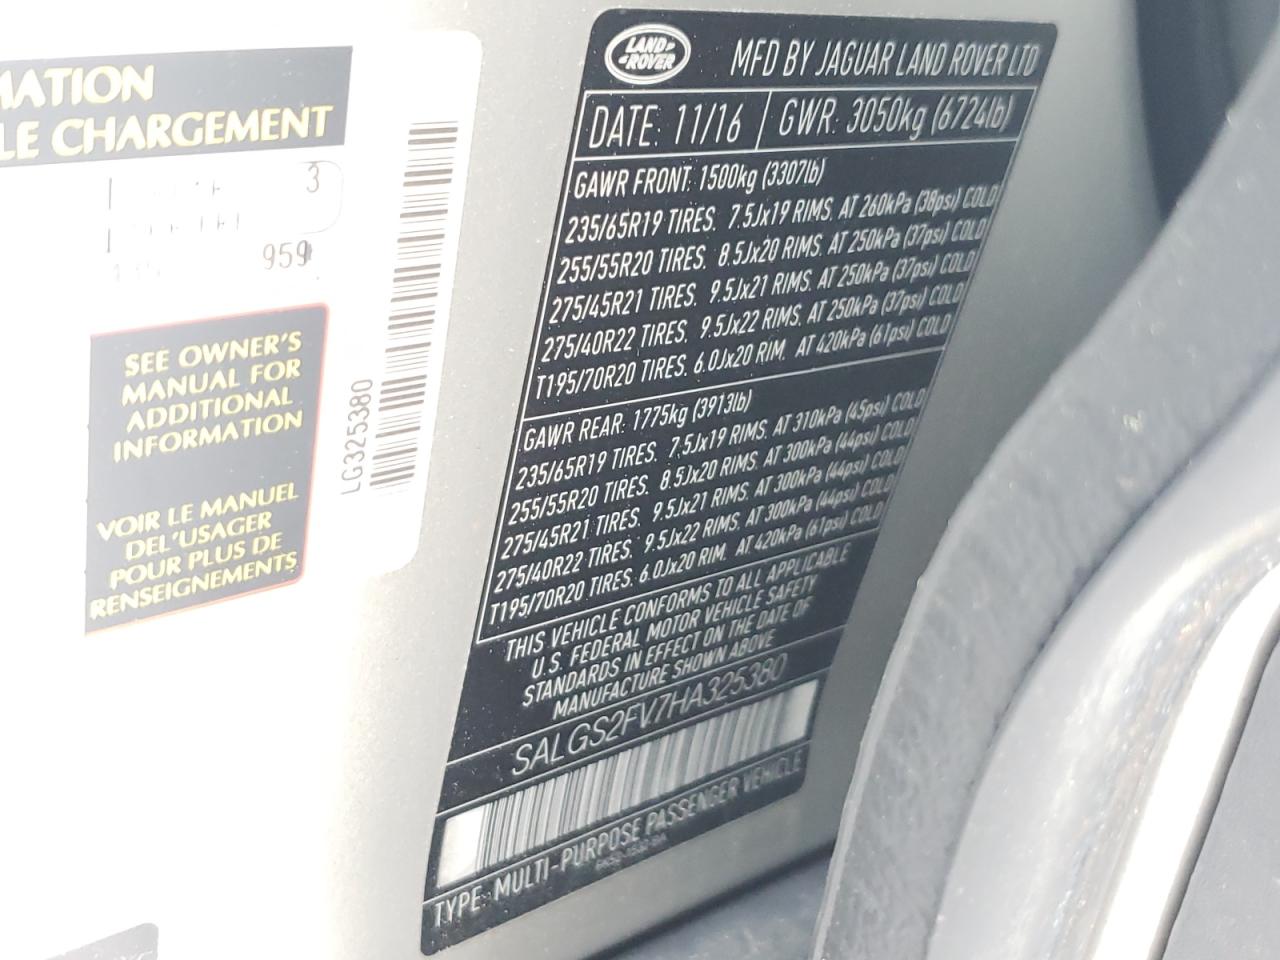 MATION
LE CHARGEMENT
3
959
SEE OWNER'S
MANUAL FOR
ADDITIONAL
INFORMATION
VOIR LE MANUEL
DEL'USAGER
POUR PLUS DE
RENSEIGNEMENTS
LG325380
LAND
ROVER
MFD BY JAGUAR LAND ROVER LTD
DATE: 11/16 GWR: 3050kg (6724lb)
GAWR FRONT: 1500kg (3307lb)
235/65R19 TIRES. 7.5Jx19 RIMS. AT 260kPa (38psi) COLD
255/55R20 TIRES. 8.5Jx20 RIMS. AT 250kPa (37psi) COLD
275/45R21 TIRES. 9.5Jx21 RIMS. AT 250kPa (37psi) COLD
275/40R22 TIRES. 9.5Jx22 RIMS. AT 250kPa (37psi) COLD
T195/70R20 TIRES. 6.0Jx20 RIM. AT 420kPa (61psi) COLD
GAWR REAR: 1775kg (3913lb)
235/65R19 TIRES. 7.5Jx19 RIMS. AT 310kPa (45psi) COLD
255/55R20 TIRES. 8.5Jx20 RIMS. AT 300kPa (44psi) COLD
275/45R21 TIRES. 9.5Jx21 RIMS. AT 300kPa (44psi) COLD
275/40R22 TIRES. 9.5Jx22 RIMS. AT 300kPa (44psi) COLD
T195/70R20 TIRES. 6.0Jx20 RIM. AT 420kPa (61psi) COLD
THIS VEHICLE CONFORMS TO ALL APPLICABLE
U.S. FEDERAL MOTOR VEHICLE SAFETY
STANDARDS IN EFFECT ON THE DATE OF
MANUFACTURE SHOWN ABOVE
SALGS2FV7HA325380
TYPE: MULTI-PURPOSE PASSENGER VEHICLE